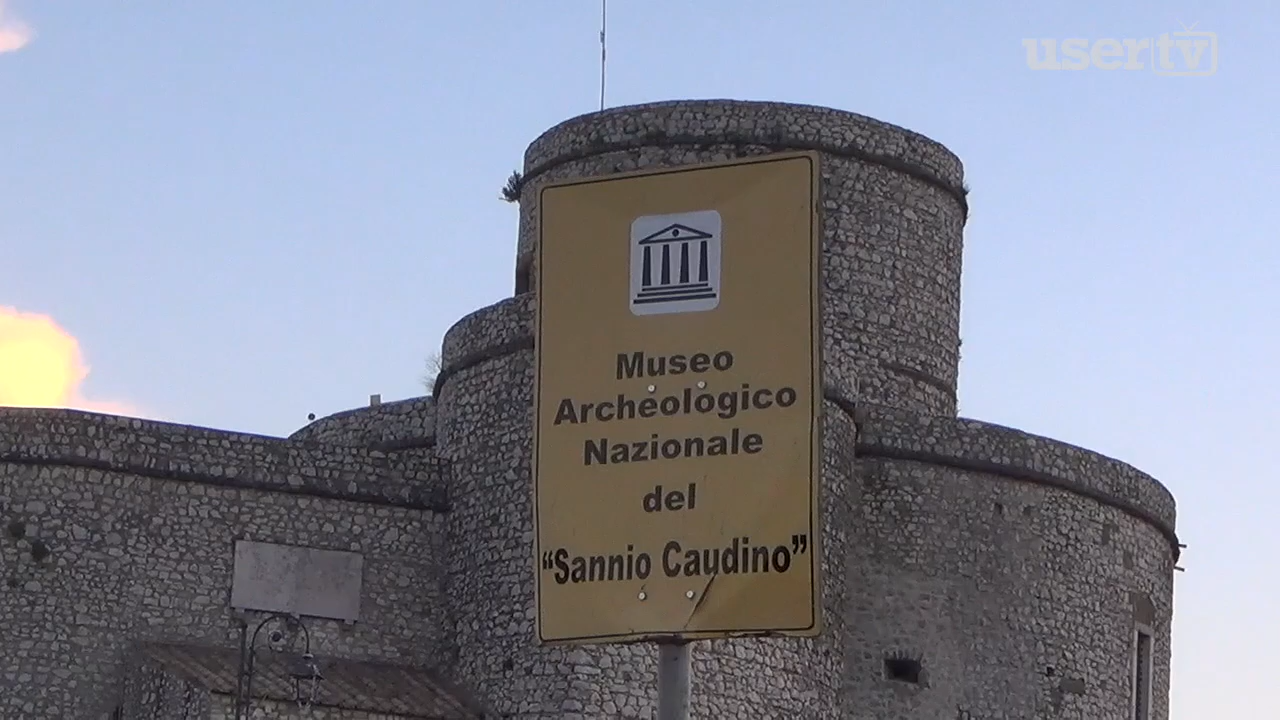 usertv
Museo
Archeologico
Nazionale
del
“Sannio Caudino”